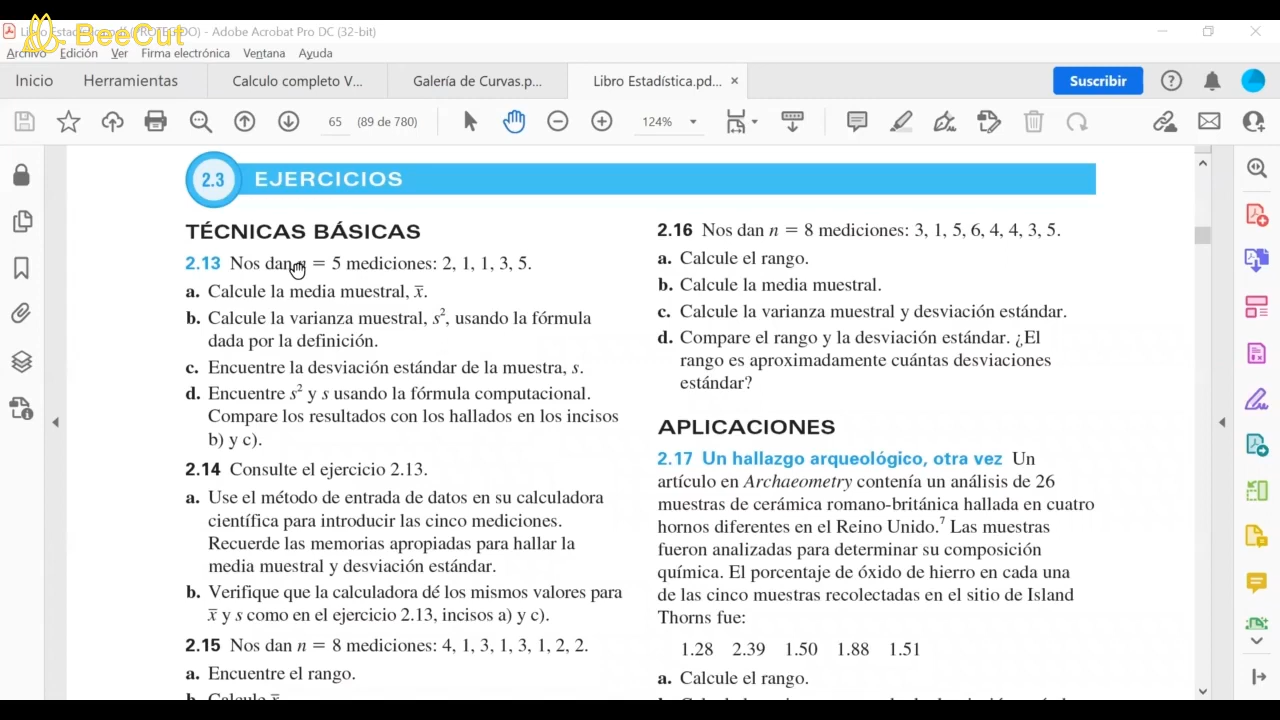 BeeCut
Adobe Acrobat Pro DC (32-bit)
Archivo Edición Ver Firma electrónica Ventana Ayuda
Inicio Herramientas Calculo completo V... Galería de Curvas.p... Libro Estadística.pd... × Suscribir
65 (89 de 780) 124%
2.3 EJERCICIOS
TÉCNICAS BÁSICAS
2.13 Nos dan n = 5 mediciones: 2, 1, 1, 3, 5.
a. Calcule la media muestral, x̅.
b. Calcule la varianza muestral, s², usando la fórmula
dada por la definición.
c. Encuentre la desviación estándar de la muestra, s.
d. Encuentre s² y s usando la fórmula computacional.
Compare los resultados con los hallados en los incisos
b) y c).
2.14 Consulte el ejercicio 2.13.
a. Use el método de entrada de datos en su calculadora
científica para introducir las cinco mediciones.
Recuerde las memorias apropiadas para hallar la
media muestral y desviación estándar.
b. Verifique que la calculadora dé los mismos valores para
x̅ y s como en el ejercicio 2.13, incisos a) y c).
2.15 Nos dan n = 8 mediciones: 4, 1, 3, 1, 3, 1, 2, 2.
a. Encuentre el rango.
b. Calcule x̅.
2.16 Nos dan n = 8 mediciones: 3, 1, 5, 6, 4, 4, 3, 5.
a. Calcule el rango.
b. Calcule la media muestral.
c. Calcule la varianza muestral y desviación estándar.
d. Compare el rango y la desviación estándar. ¿El
rango es aproximadamente cuántas desviaciones
estándar?
APLICACIONES
2.17 Un hallazgo arqueológico, otra vez Un
artículo en Archaeometry contenía un análisis de 26
muestras de cerámica romano-británica hallada en cuatro
hornos diferentes en el Reino Unido.⁷ Las muestras
fueron analizadas para determinar su composición
química. El porcentaje de óxido de hierro en cada una
de las cinco muestras recolectadas en el sitio de Island
Thorns fue:
1.28 2.39 1.50 1.88 1.51
a. Calcule el rango.